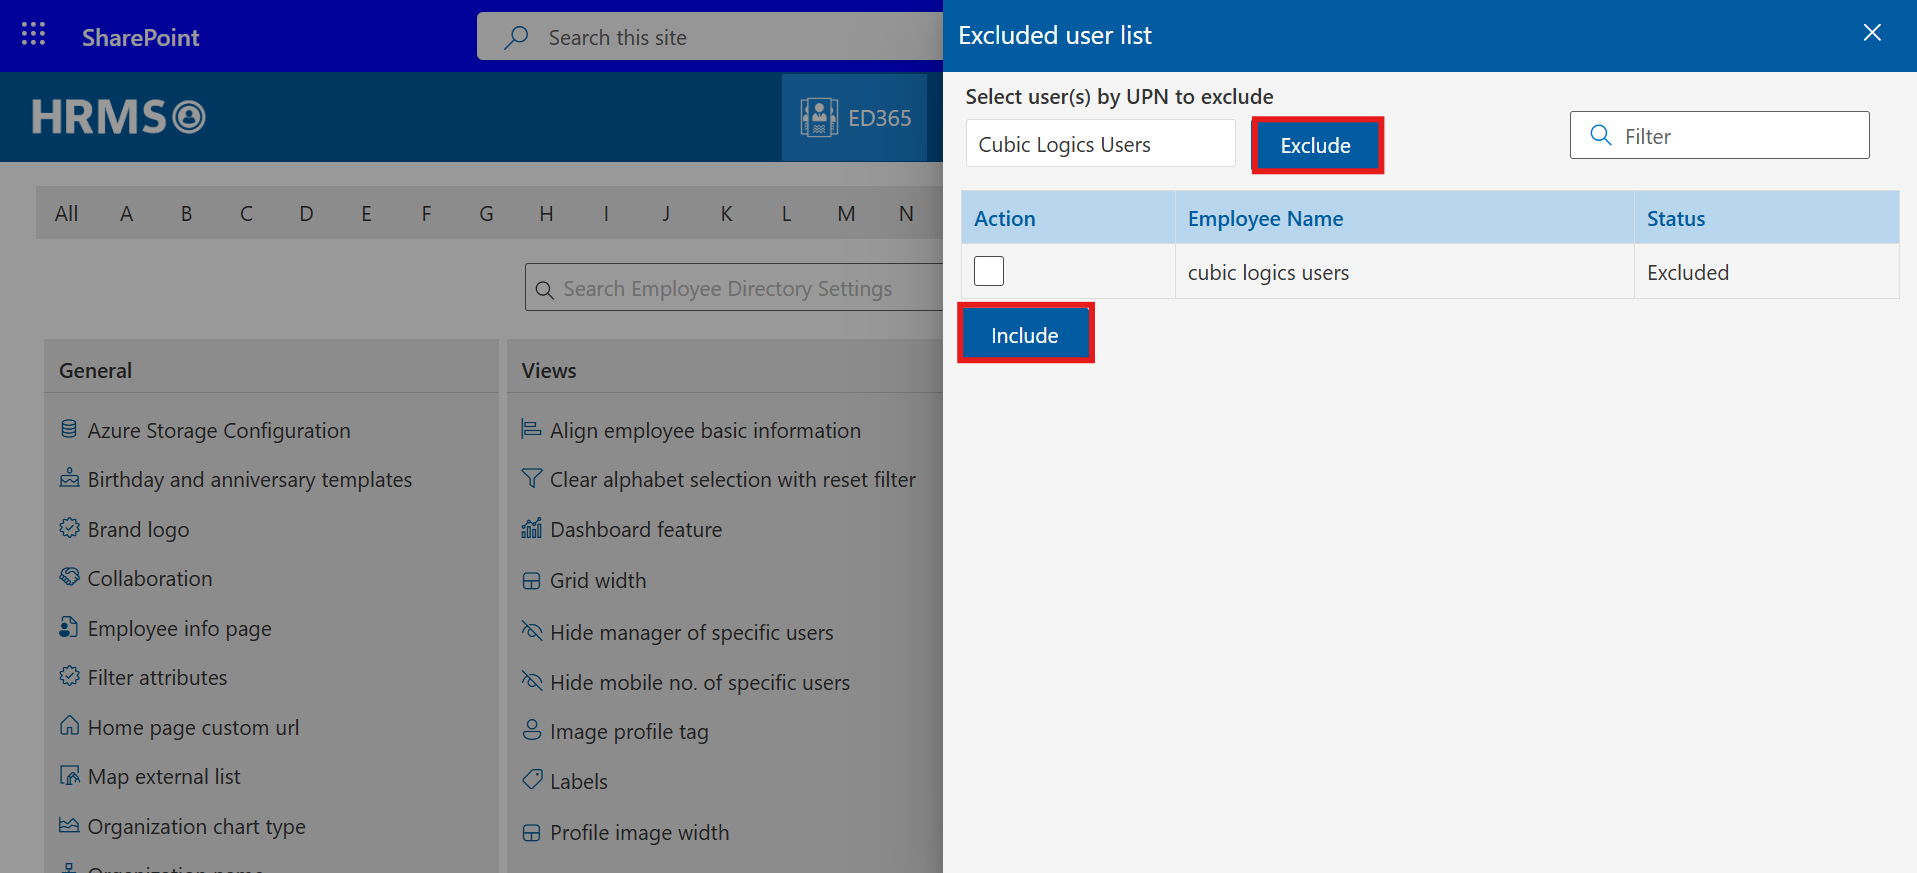 SharePoint
Search this site
HRMS
ED365
All A B C D E F G H I J K L M N
Search Employee Directory Settings
General
Azure Storage Configuration
Birthday and anniversary templates
Brand logo
Collaboration
Employee info page
Filter attributes
Home page custom url
Map external list
Organization chart type
Views
Align employee basic information
Clear alphabet selection with reset filter
Dashboard feature
Grid width
Hide manager of specific users
Hide mobile no. of specific users
Image profile tag
Labels
Profile image width
Excluded user list
Select user(s) by UPN to exclude
Cubic Logics Users
Exclude
Filter
Action Employee Name Status
cubic logics users Excluded
Include